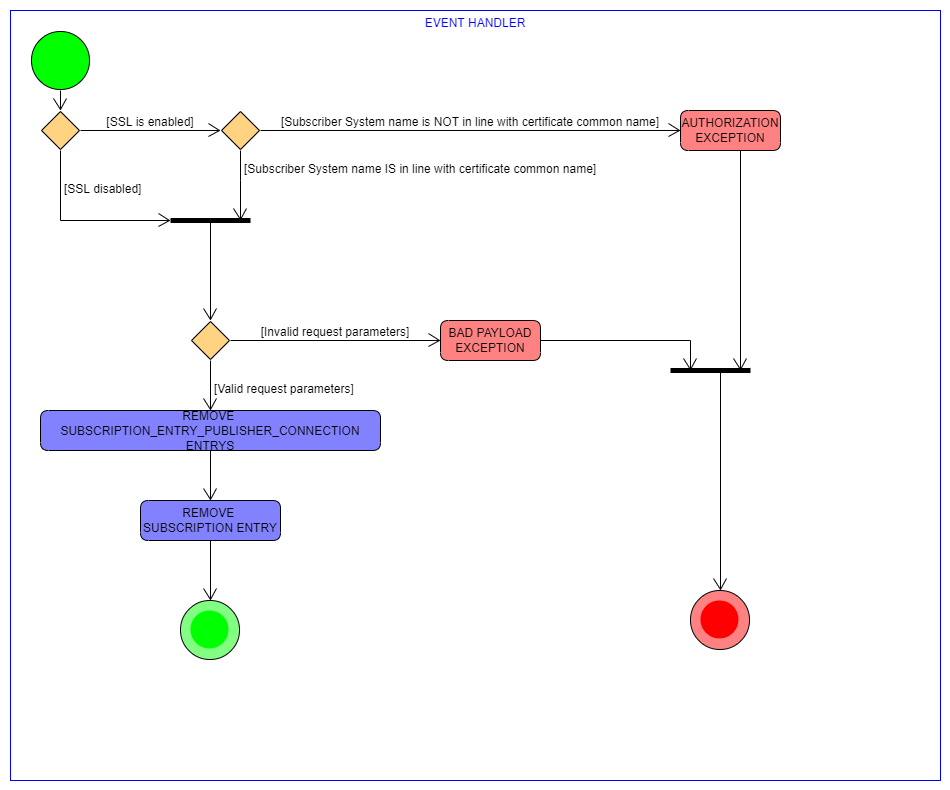 EVENT HANDLER
[SSL is enabled]
[Subscriber System name is NOT in line with certificate common name]
AUTHORIZATION
EXCEPTION
[Subscriber System name IS in line with certificate common name]
[SSL disabled]
[Invalid request parameters]
BAD PAYLOAD
EXCEPTION
[Valid request parameters]
REMOVE
SUBSCRIPTION_ENTRY_PUBLISHER_CONNECTION
ENTRYS
REMOVE
SUBSCRIPTION ENTRY